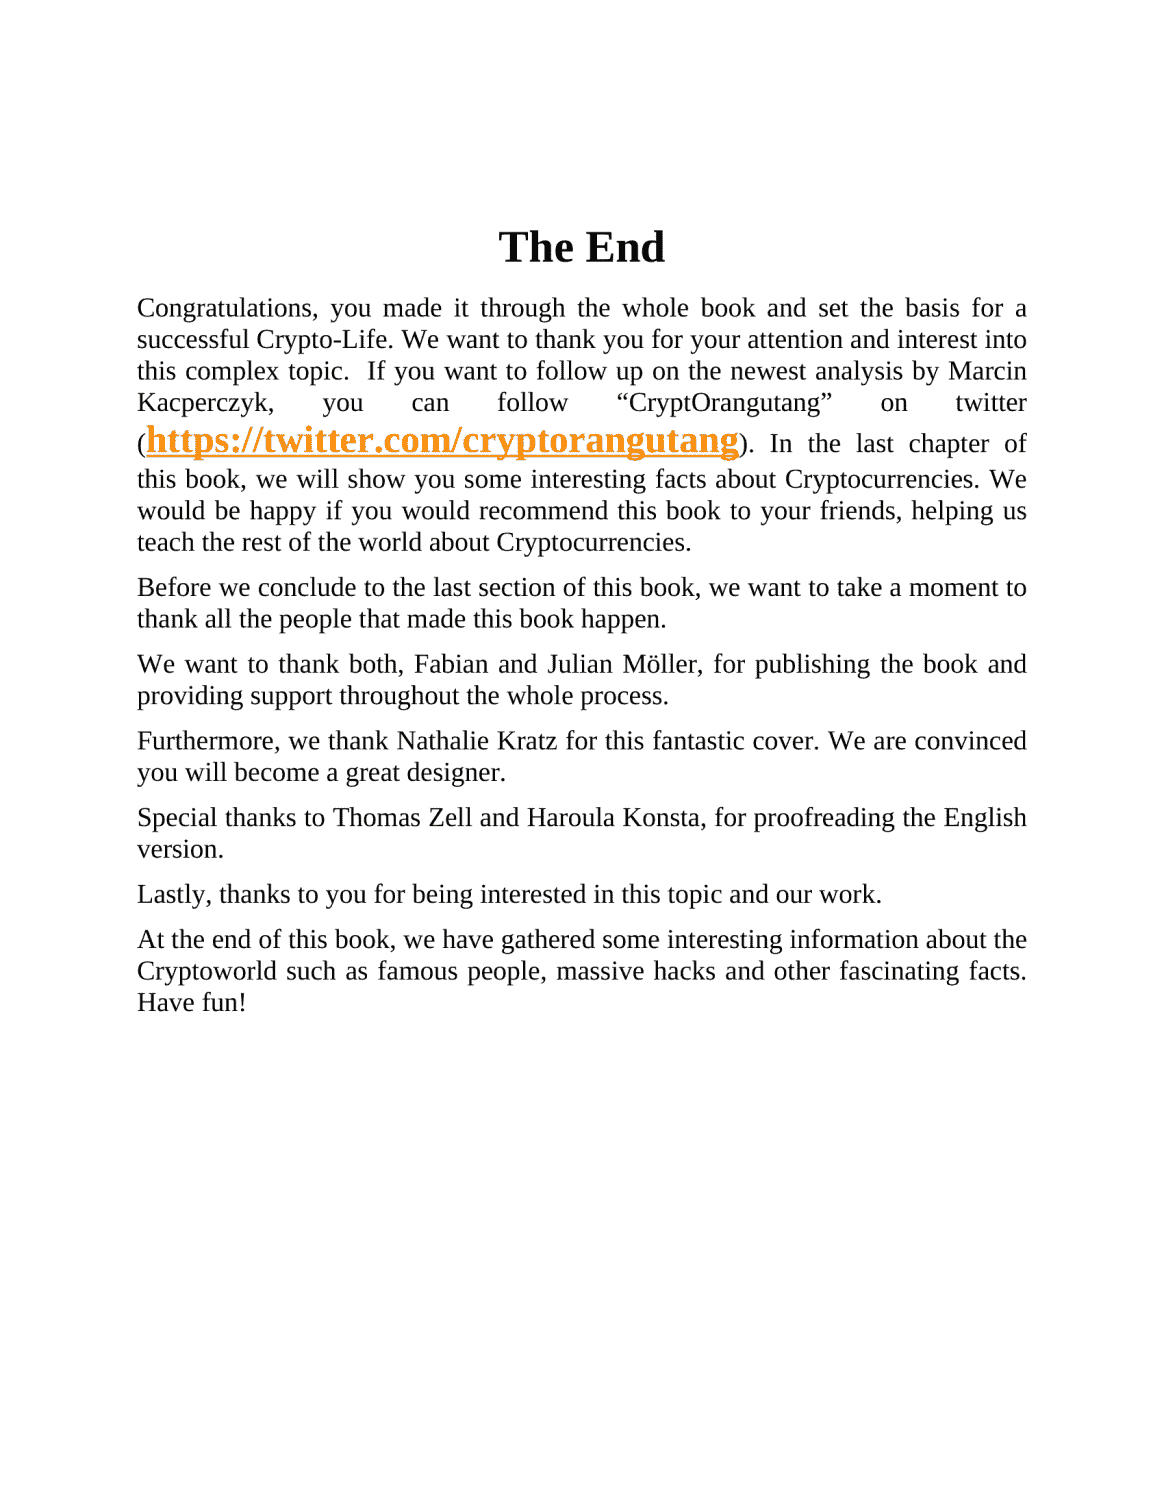 The End
Congratulations, you made it through the whole book and set the basis for a
successful Crypto-Life. We want to thank you for your attention and interest into
this complex topic.  If you want to follow up on the newest analysis by Marcin
Kacperczyk, you can follow “CryptOrangutang” on twitter
(https://twitter.com/cryptorangutang). In the last chapter of
this book, we will show you some interesting facts about Cryptocurrencies. We
would be happy if you would recommend this book to your friends, helping us
teach the rest of the world about Cryptocurrencies.
Before we conclude to the last section of this book, we want to take a moment to
thank all the people that made this book happen.
We want to thank both, Fabian and Julian Möller, for publishing the book and
providing support throughout the whole process.
Furthermore, we thank Nathalie Kratz for this fantastic cover. We are convinced
you will become a great designer.
Special thanks to Thomas Zell and Haroula Konsta, for proofreading the English
version.
Lastly, thanks to you for being interested in this topic and our work.
At the end of this book, we have gathered some interesting information about the
Cryptoworld such as famous people, massive hacks and other fascinating facts.
Have fun!